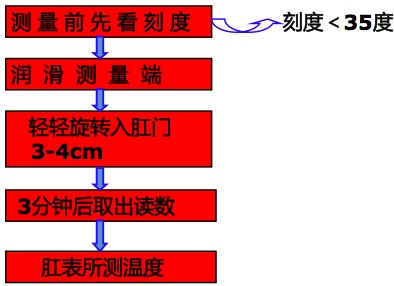 测量前先看刻度
刻度<35度
润滑测量端
轻轻旋转入肛门
3-4cm
3分钟后取出读数
肛表所测温度